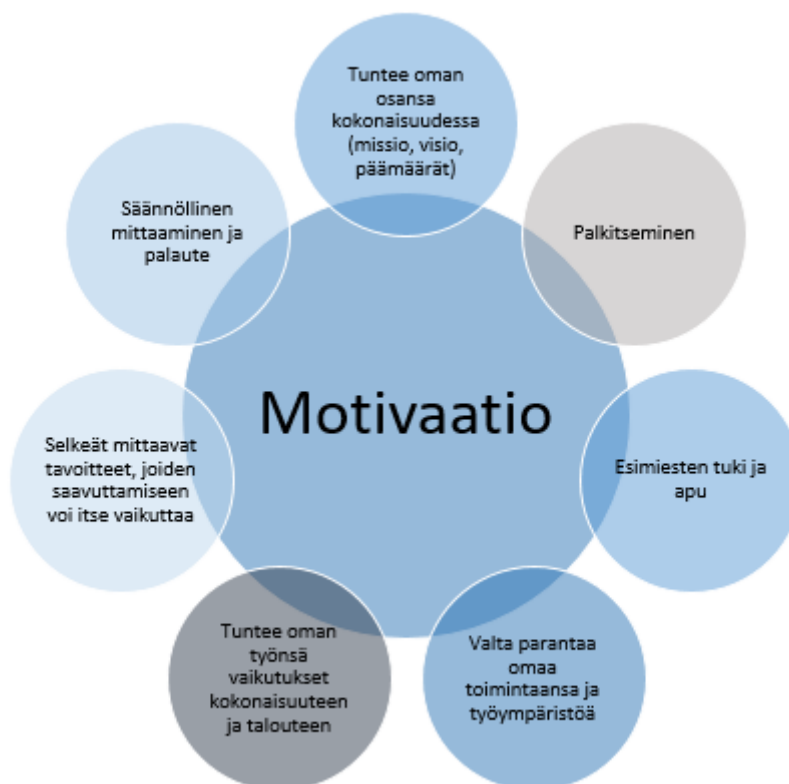 Tuntee oman
osansa
kokonaisuudessa
(missio, visio,
päämäärät)
Palkitseminen
Esimiesten tuki ja
apu
Valta parantaa
omaa
toimintaansa ja
työympäristöä
Tuntee oman
työnsä
vaikutukset
kokonaisuuteen
ja talouteen
Selkeät mittaavat
tavoitteet, joiden
saavuttamiseen
voi itse vaikuttaa
Säännöllinen
mittaaminen ja
palaute
Motivaatio